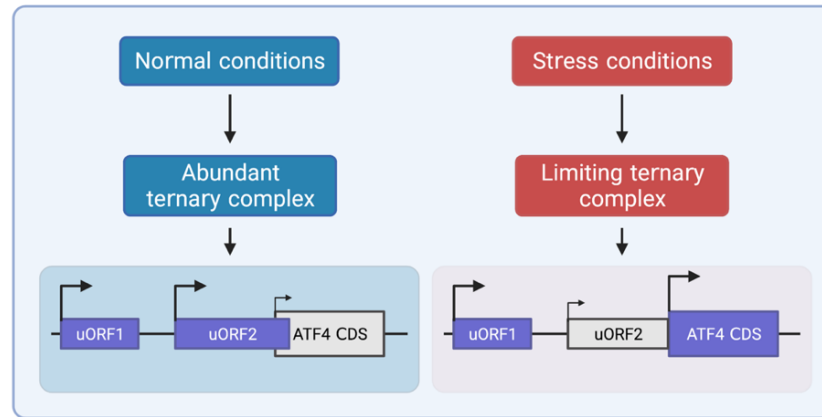 Normal conditions
Stress conditions
Abundant
ternary complex
Limiting ternary
complex
uORF1
uORF2
ATF4 CDS
uORF1
uORF2
ATF4 CDS